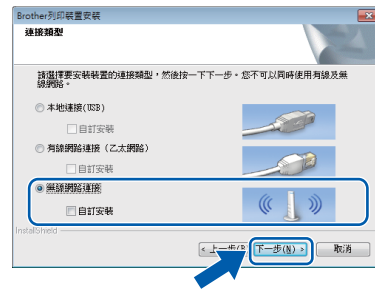 Brother列印裝置安裝
連接類型
請選擇要安裝裝置的連接類型，然後按一下下一步。您不可以同時使用有線及無
線網路。
本地連接(USB)
自訂安裝
有線網路連接（乙太網路）
自訂安裝
無線網路連接
自訂安裝
InstallShield
< 上一步(B 下一步(N) > 取消